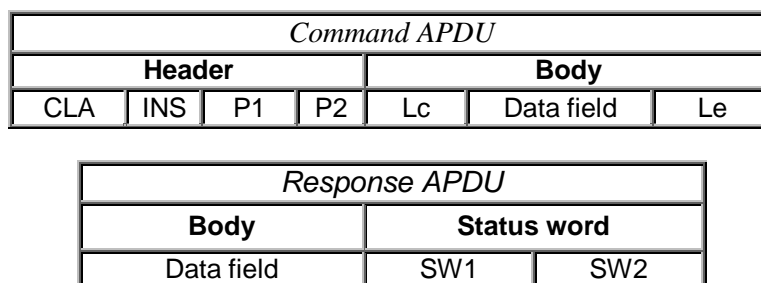 Command APDU
Header Body
CLA INS P1 P2 Lc Data field Le
Response APDU
Body Status word
Data field SW1 SW2